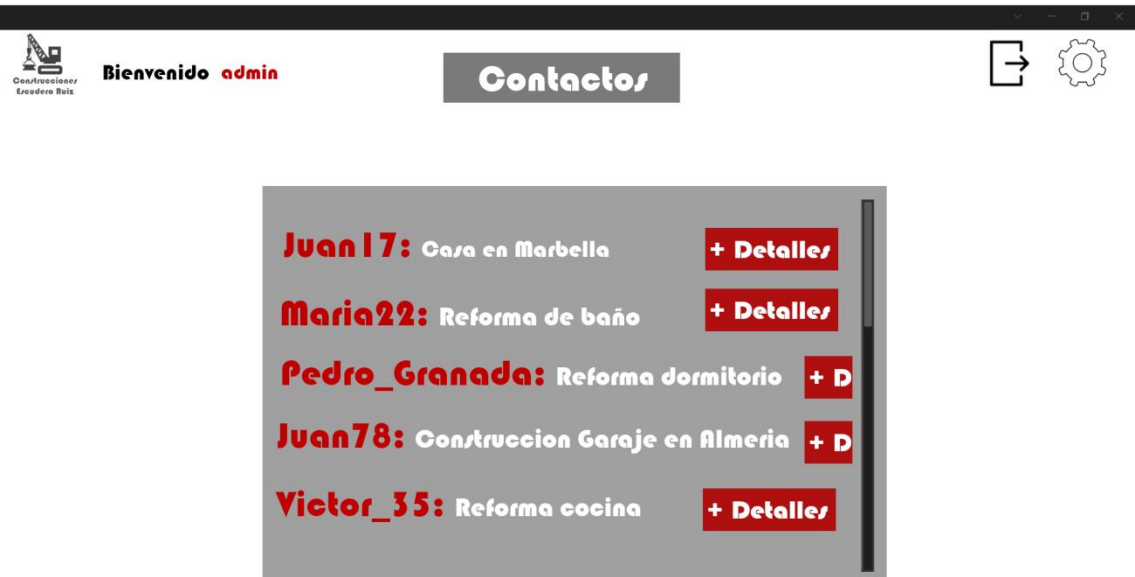 Construcciones
Escudero Ruiz
Bienvenido admin
Contactos
Juan17: Casa en Marbella
+ Detalles
Maria22: Reforma de baño
+ Detalles
Pedro_Granada: Reforma dormitorio
+ D
Juan78: Construccion Garaje en Almeria
+ D
Victor_35: Reforma cocina
+ Detalles